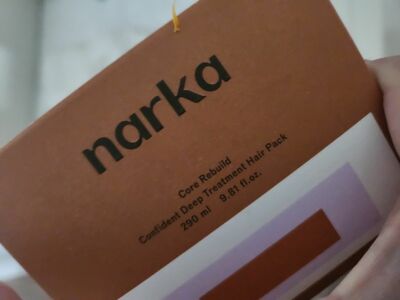 narka
Core Rebuild
Confident Deep Treatment Hair Pack
290 ml 9.81 fl.oz.